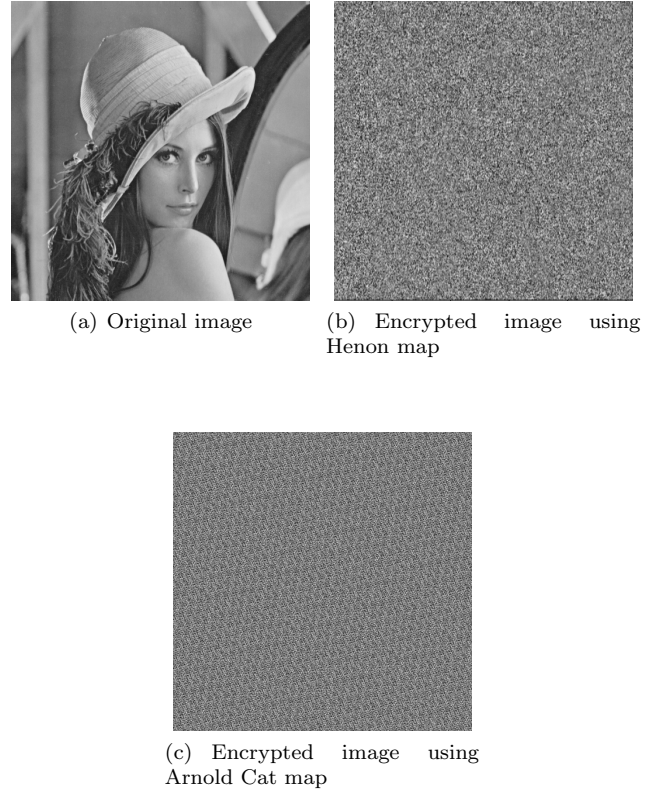 (a) Original image
(b) Encrypted image using
Henon map
(c) Encrypted image using
Arnold Cat map